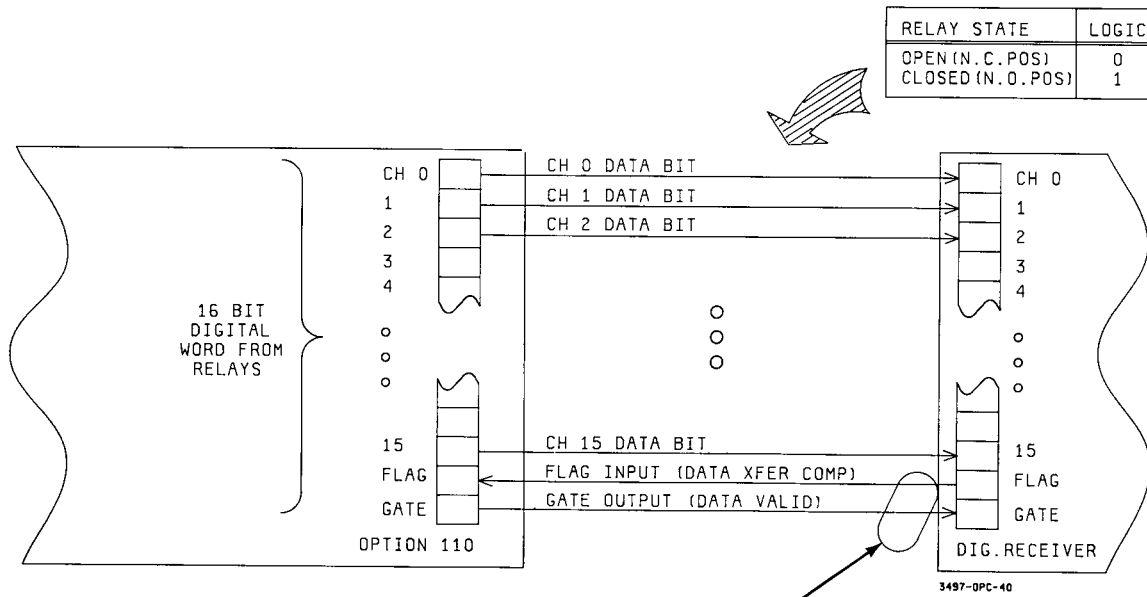 RELAY STATE LOGIC
OPEN(N.C.POS) 0
CLOSED(N.O.POS) 1
CH 0 CH 0 DATA BIT CH 0
1 CH 1 DATA BIT 1
2 CH 2 DATA BIT 2
3 3
4 4
16 BIT
DIGITAL
WORD FROM
RELAYS
15 CH 15 DATA BIT 15
FLAG FLAG INPUT (DATA XFER COMP) FLAG
GATE GATE OUTPUT (DATA VALID) GATE
OPTION 110 DIG.RECEIVER
3497-OPC-40